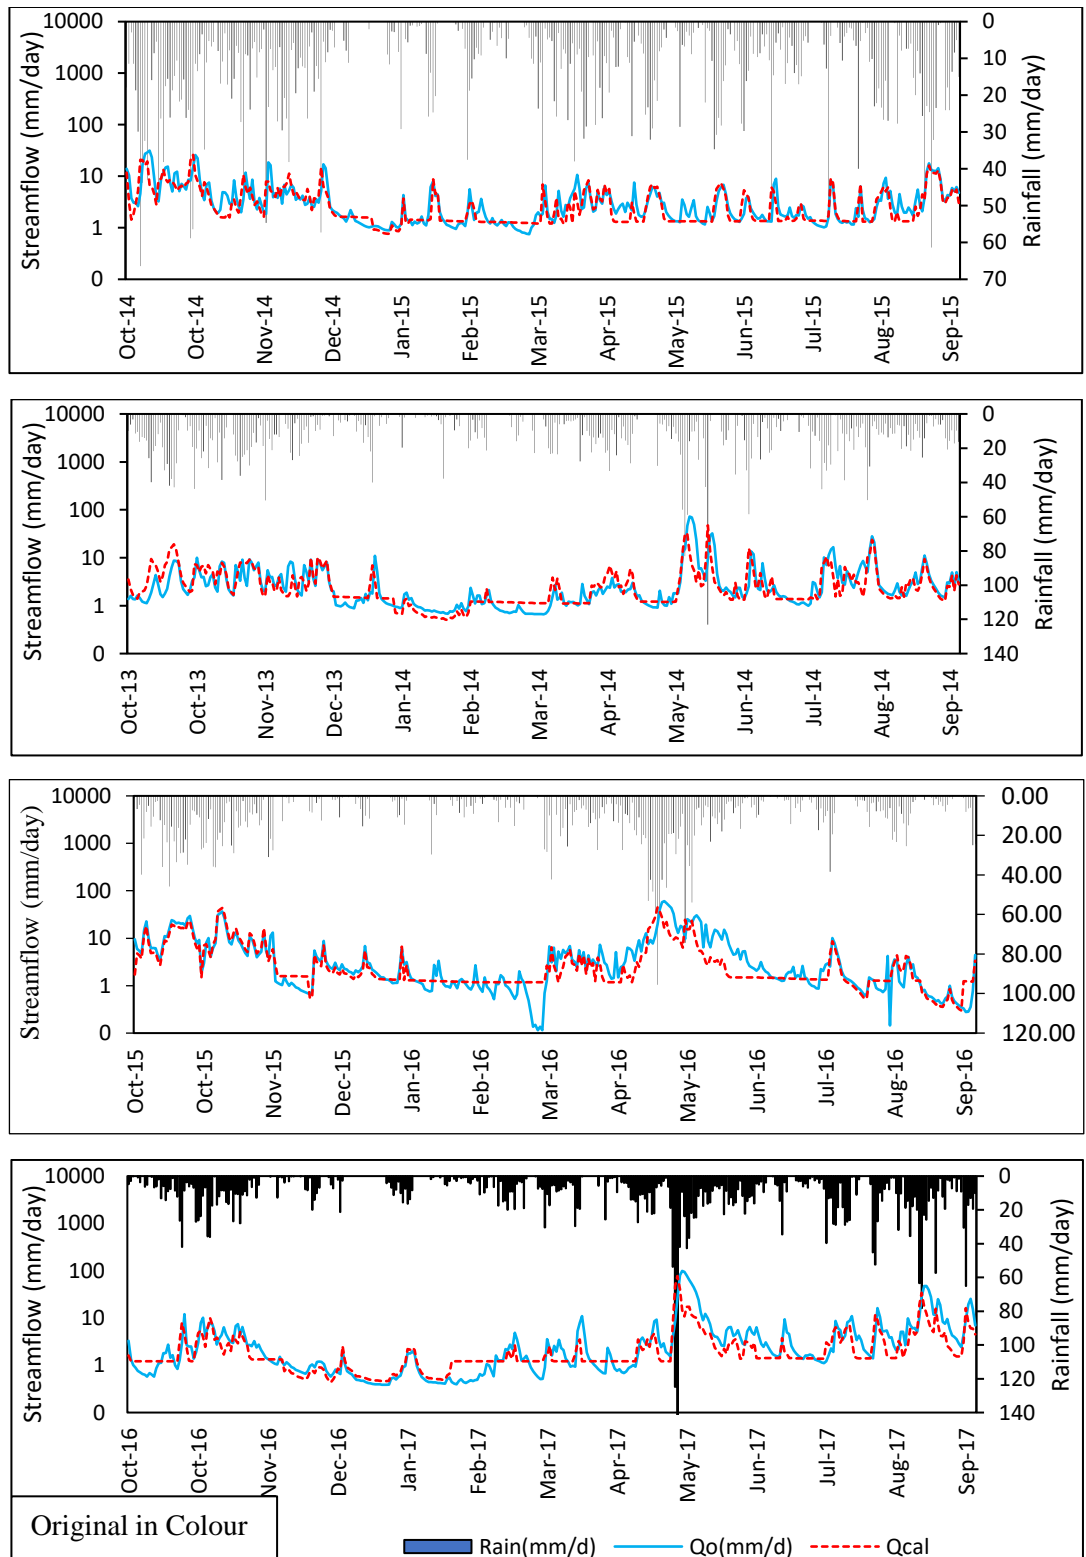 Streamflow (mm/day)
10000
1000
100
10
1
0
0
10
20
30
40
50
60
70
Rainfall (mm/day)
Oct-14
Oct-14
Nov-14
Dec-14
Jan-15
Feb-15
Mar-15
Apr-15
May-15
Jun-15
Jul-15
Aug-15
Sep-15
Streamflow (mm/day)
10000
1000
100
10
1
0
0
20
40
60
80
100
120
140
Rainfall (mm/day)
Oct-13
Oct-13
Nov-13
Dec-13
Jan-14
Feb-14
Mar-14
Apr-14
May-14
Jun-14
Jul-14
Aug-14
Sep-14
Streamflow (mm/day)
10000
1000
100
10
1
0
0.00
20.00
40.00
60.00
80.00
100.00
120.00
Oct-15
Oct-15
Nov-15
Dec-15
Jan-16
Feb-16
Mar-16
Apr-16
May-16
Jun-16
Jul-16
Aug-16
Sep-16
Streamflow (mm/day)
10000
1000
100
10
1
0
0
20
40
60
80
100
120
140
Rainfall (mm/day)
Oct-16
Oct-16
Nov-16
Dec-16
Jan-17
Feb-17
Mar-17
Apr-17
May-17
Jun-17
Jul-17
Aug-17
Sep-17
Original in Colour
Rain(mm/d)
Qo(mm/d)
Qcal